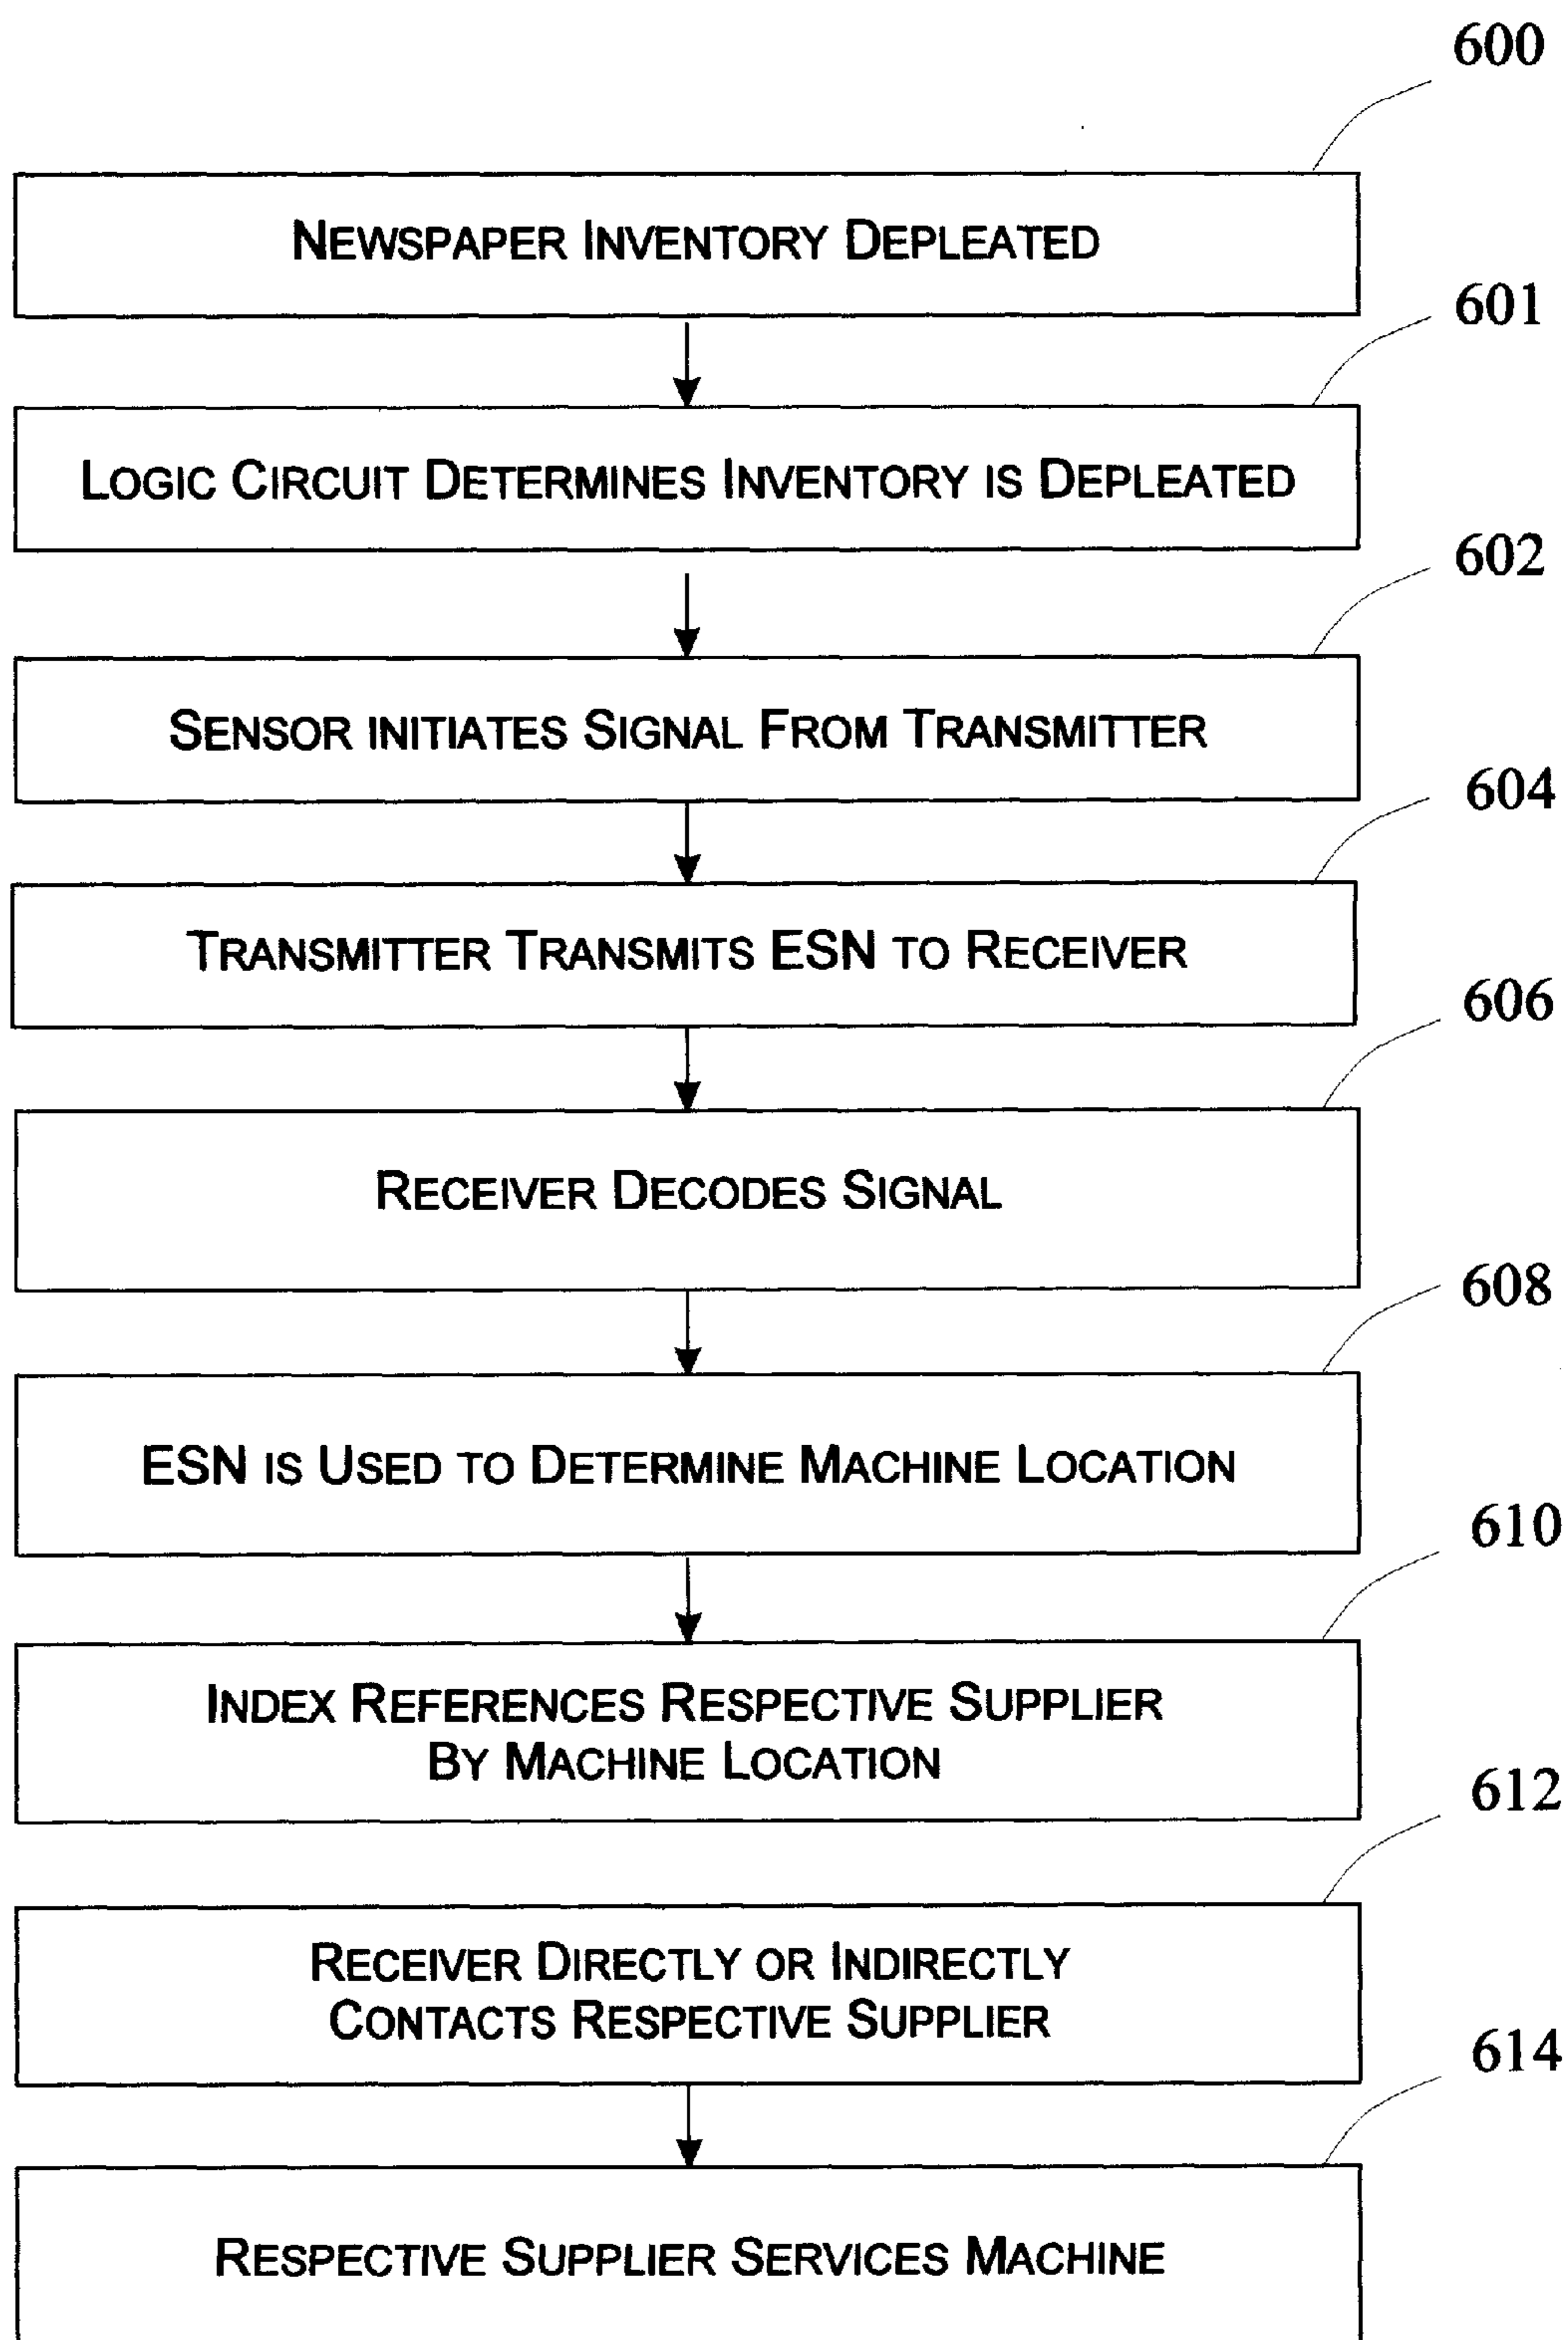 600
NEWSPAPER INVENTORY DEPLEATED
601
LOGIC CIRCUIT DETERMINES INVENTORY IS DEPLEATED
602
SENSOR INITIATES SIGNAL FROM TRANSMITTER
604
TRANSMITTER TRANSMITS ESN TO RECEIVER
606
RECEIVER DECODES SIGNAL
608
ESN IS USED TO DETERMINE MACHINE LOCATION
610
INDEX REFERENCES RESPECTIVE SUPPLIER
BY MACHINE LOCATION
612
RECEIVER DIRECTLY OR INDIRECTLY
CONTACTS RESPECTIVE SUPPLIER
614
RESPECTIVE SUPPLIER SERVICES MACHINE